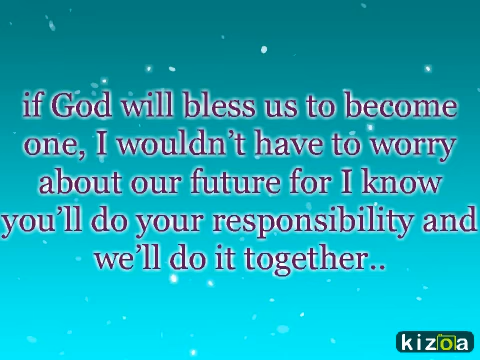 if God will bless us to become
one, I wouldn't have to worry
about our future for I know
you'll do your responsibility and
we'll do it together..
kizoa